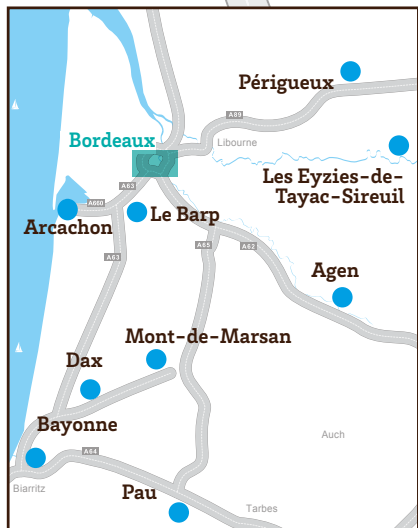 Périgueux
A89
Libourne
Bordeaux
Les Eyzies-de-
Tayac-Sireuil
A63
A660
Le Barp
Arcachon
A65
A62
A63
Agen
Mont-de-Marsan
Dax
Bayonne
Auch
A64
Biarritz
Pau
Tarbes